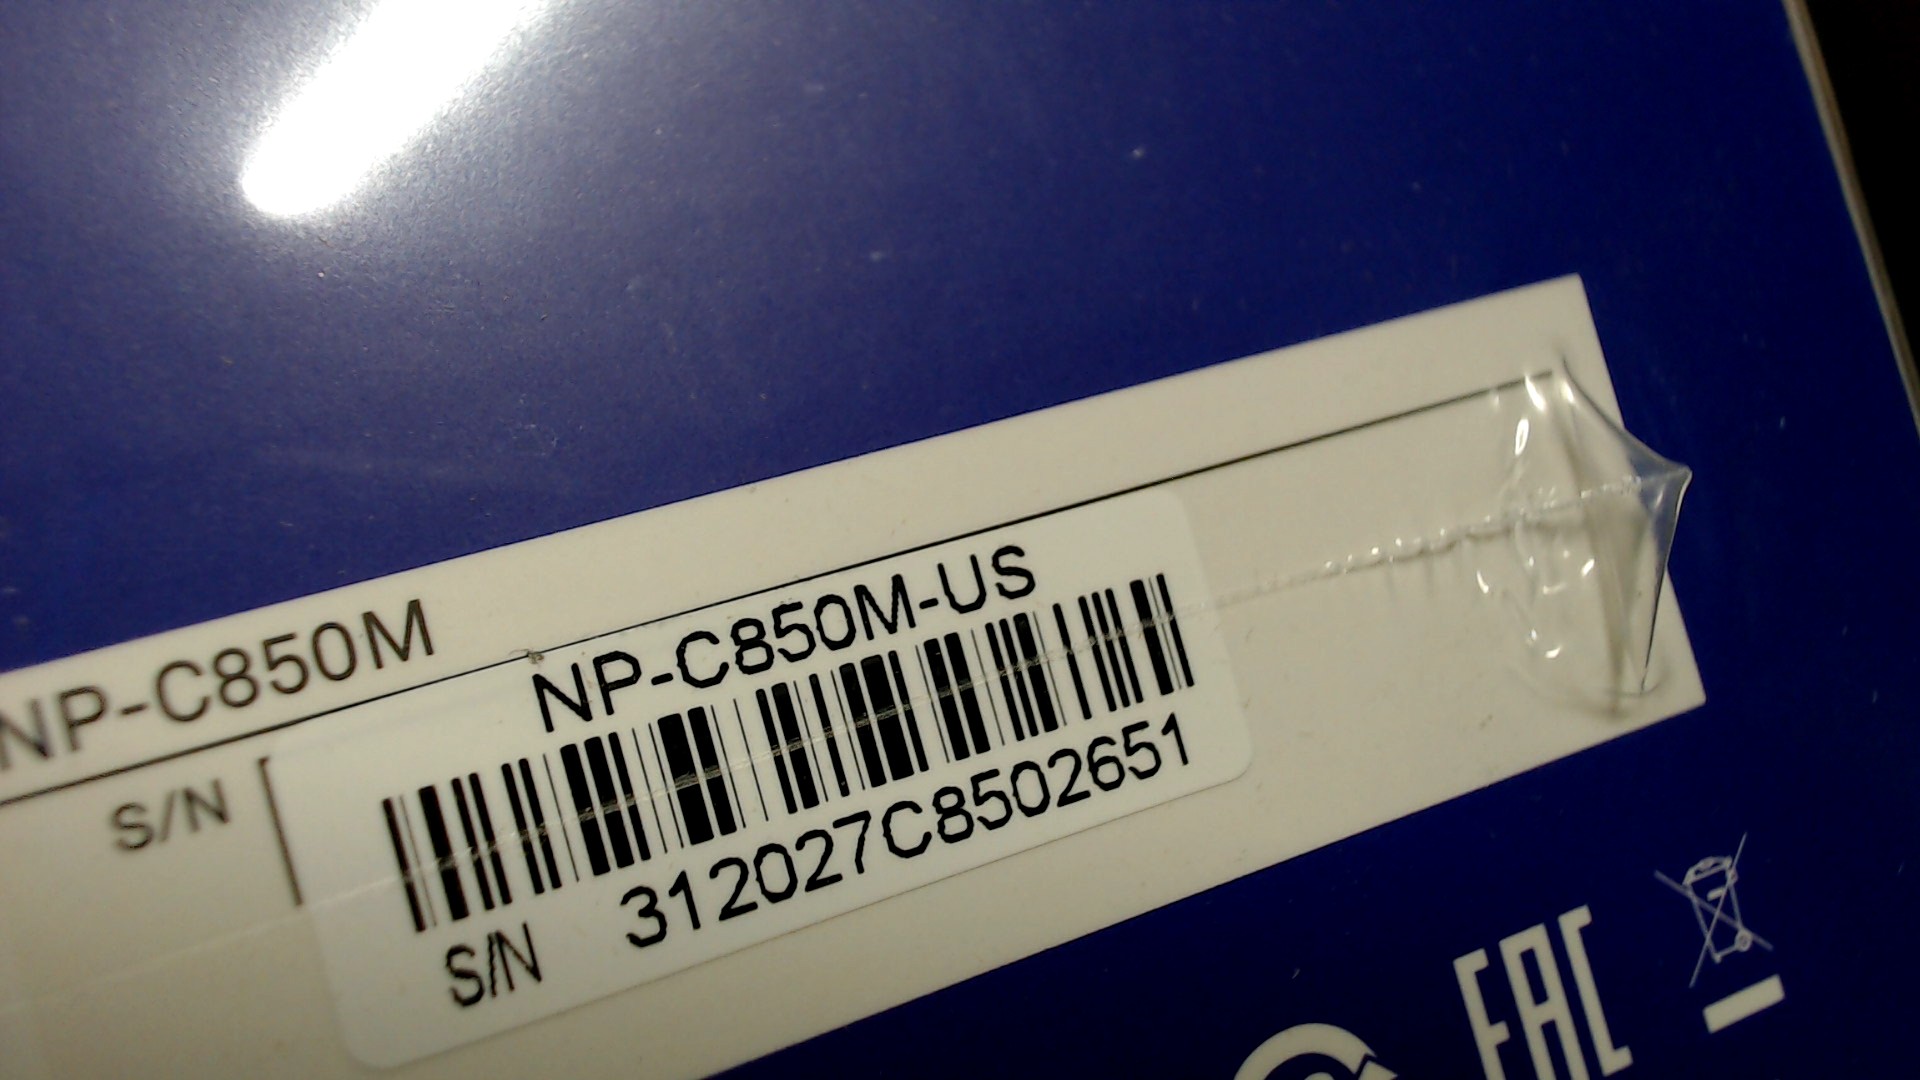 NP-C850M
S/N
NP-C850M-US
S/N 312027C8502651
EAC